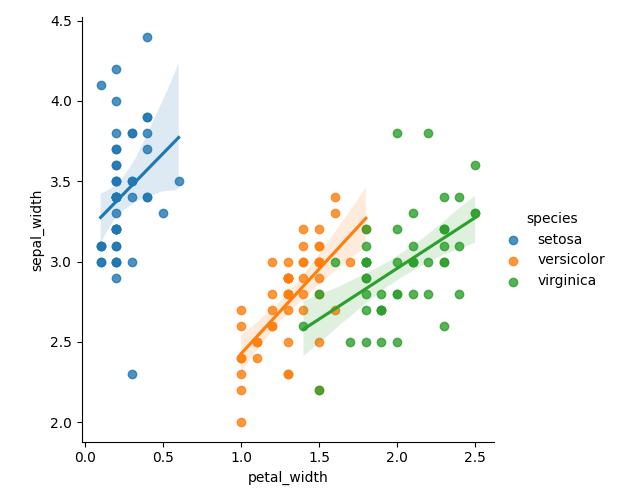 4.5
4.0
3.5
3.0
2.5
2.0
sepal_width
0.0 0.5 1.0 1.5 2.0 2.5
petal_width
species
setosa
versicolor
virginica